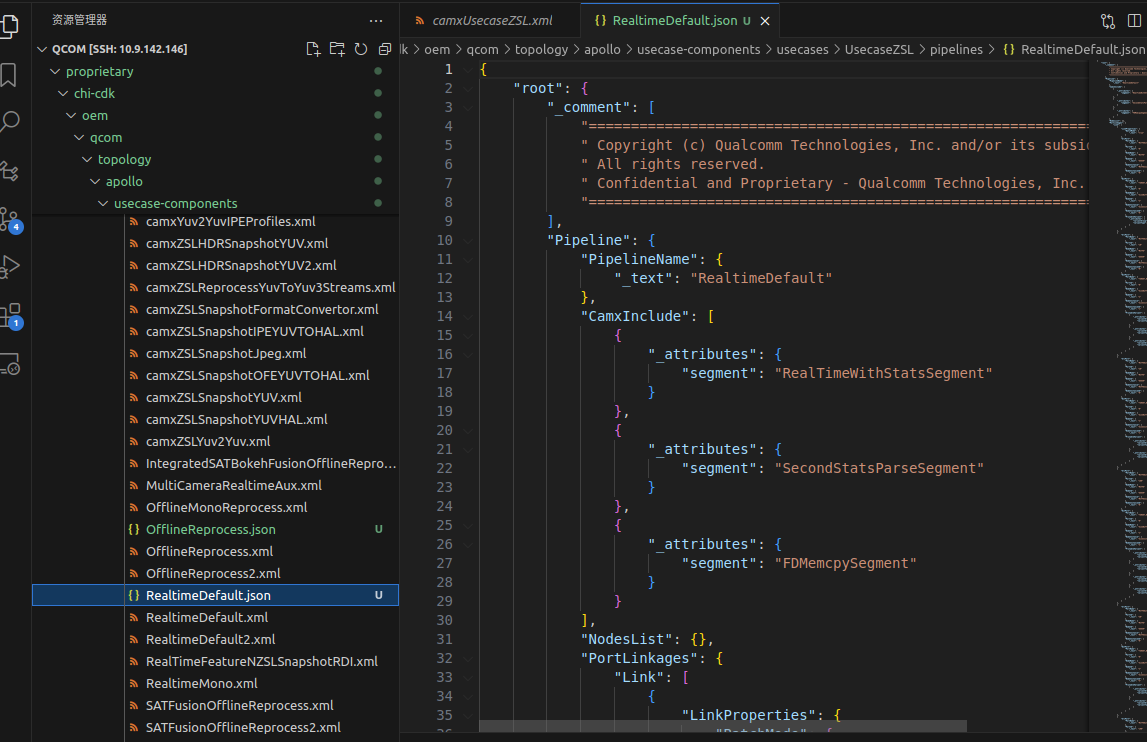 资源管理器
QCOM [SSH: 10.9.142.146]
proprietary
chi-cdk
oem
qcom
topology
apollo
usecase-components
camxYuv2YuvIPEProfiles.xml
camxZSLHDRSnapshotYUV.xml
camxZSLHDRSnapshotYUV2.xml
camxZSLReprocessYuvToYuv3Streams.xml
camxZSLSnapshotFormatConvertor.xml
camxZSLSnapshotIPEYUVTOHAL.xml
camxZSLSnapshotJpeg.xml
camxZSLSnapshotOFEYUVTOHAL.xml
camxZSLSnapshotYUV.xml
camxZSLSnapshotYUVHAL.xml
camxZSLYuv2Yuv.xml
IntegratedSATBokehFusionOfflineRepro...
MultiCameraRealtimeAux.xml
OfflineMonoReprocess.xml
{} OfflineReprocess.json U
OfflineReprocess.xml
OfflineReprocess2.xml
{} RealtimeDefault.json U
RealtimeDefault.xml
RealtimeDefault2.xml
RealTimeFeatureNZSLSnapshotRDI.xml
RealtimeMono.xml
SATFusionOfflineReprocess.xml
SATFusionOfflineReprocess2.xml
4
1
camxUsecaseZSL.xml
{} RealtimeDefault.json U
lk > oem > qcom > topology > apollo > usecase-components > usecases > UsecaseZSL > pipelines > {} RealtimeDefault.json
1 {
2 "root": {
3 "_comment": [
4 "===========================================================
5 " Copyright (c) Qualcomm Technologies, Inc. and/or its subsid
6 " All rights reserved.
7 " Confidential and Proprietary - Qualcomm Technologies, Inc.
8 "===========================================================
9 ],
10 "Pipeline": {
11 "PipelineName": {
12 "_text": "RealtimeDefault"
13 },
14 "CamxInclude": [
15 {
16 "_attributes": {
17 "segment": "RealTimeWithStatsSegment"
18 }
19 },
20 {
21 "_attributes": {
22 "segment": "SecondStatsParseSegment"
23 }
24 },
25 {
26 "_attributes": {
27 "segment": "FDMemcpySegment"
28 }
29 }
30 ],
31 "NodesList": {},
32 "PortLinkages": {
33 "Link": [
34 {
35 "LinkProperties": {
36 "BatchMode": {